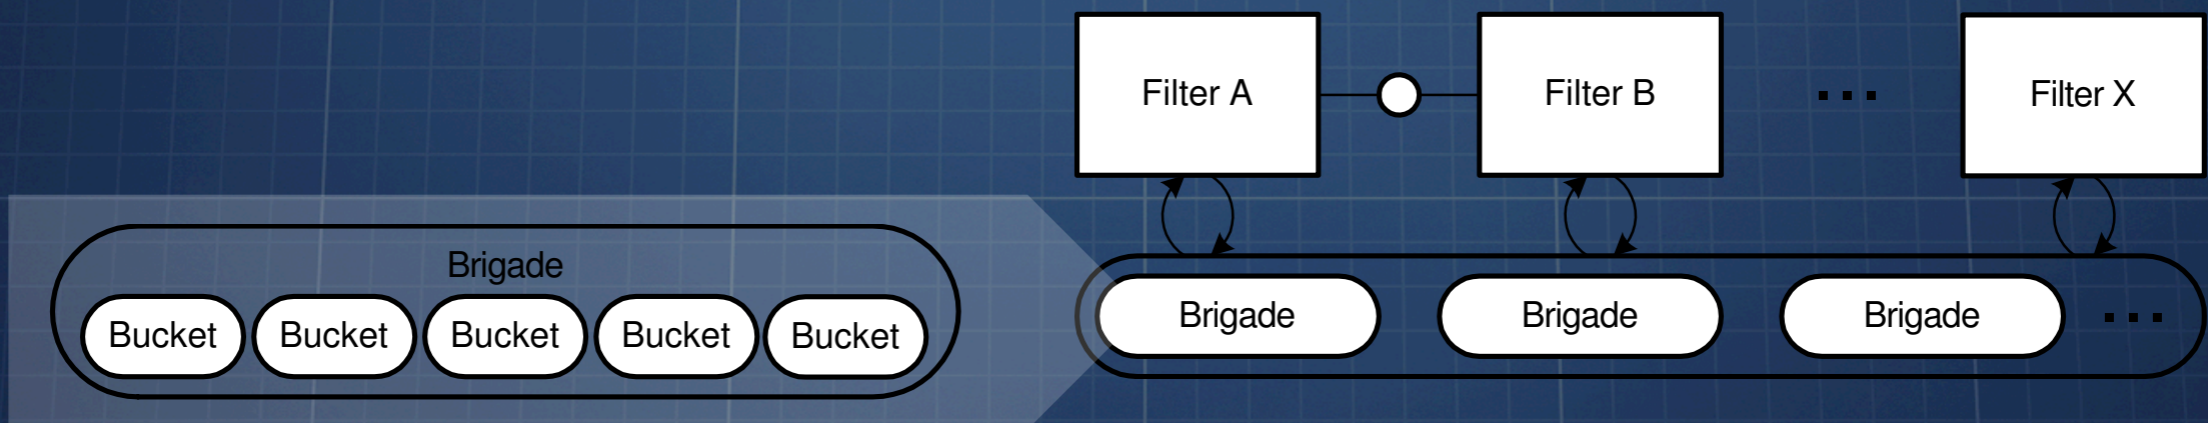 Filter A
Filter B
...
Filter X
Brigade
Bucket Bucket Bucket Bucket Bucket
Brigade Brigade Brigade ...